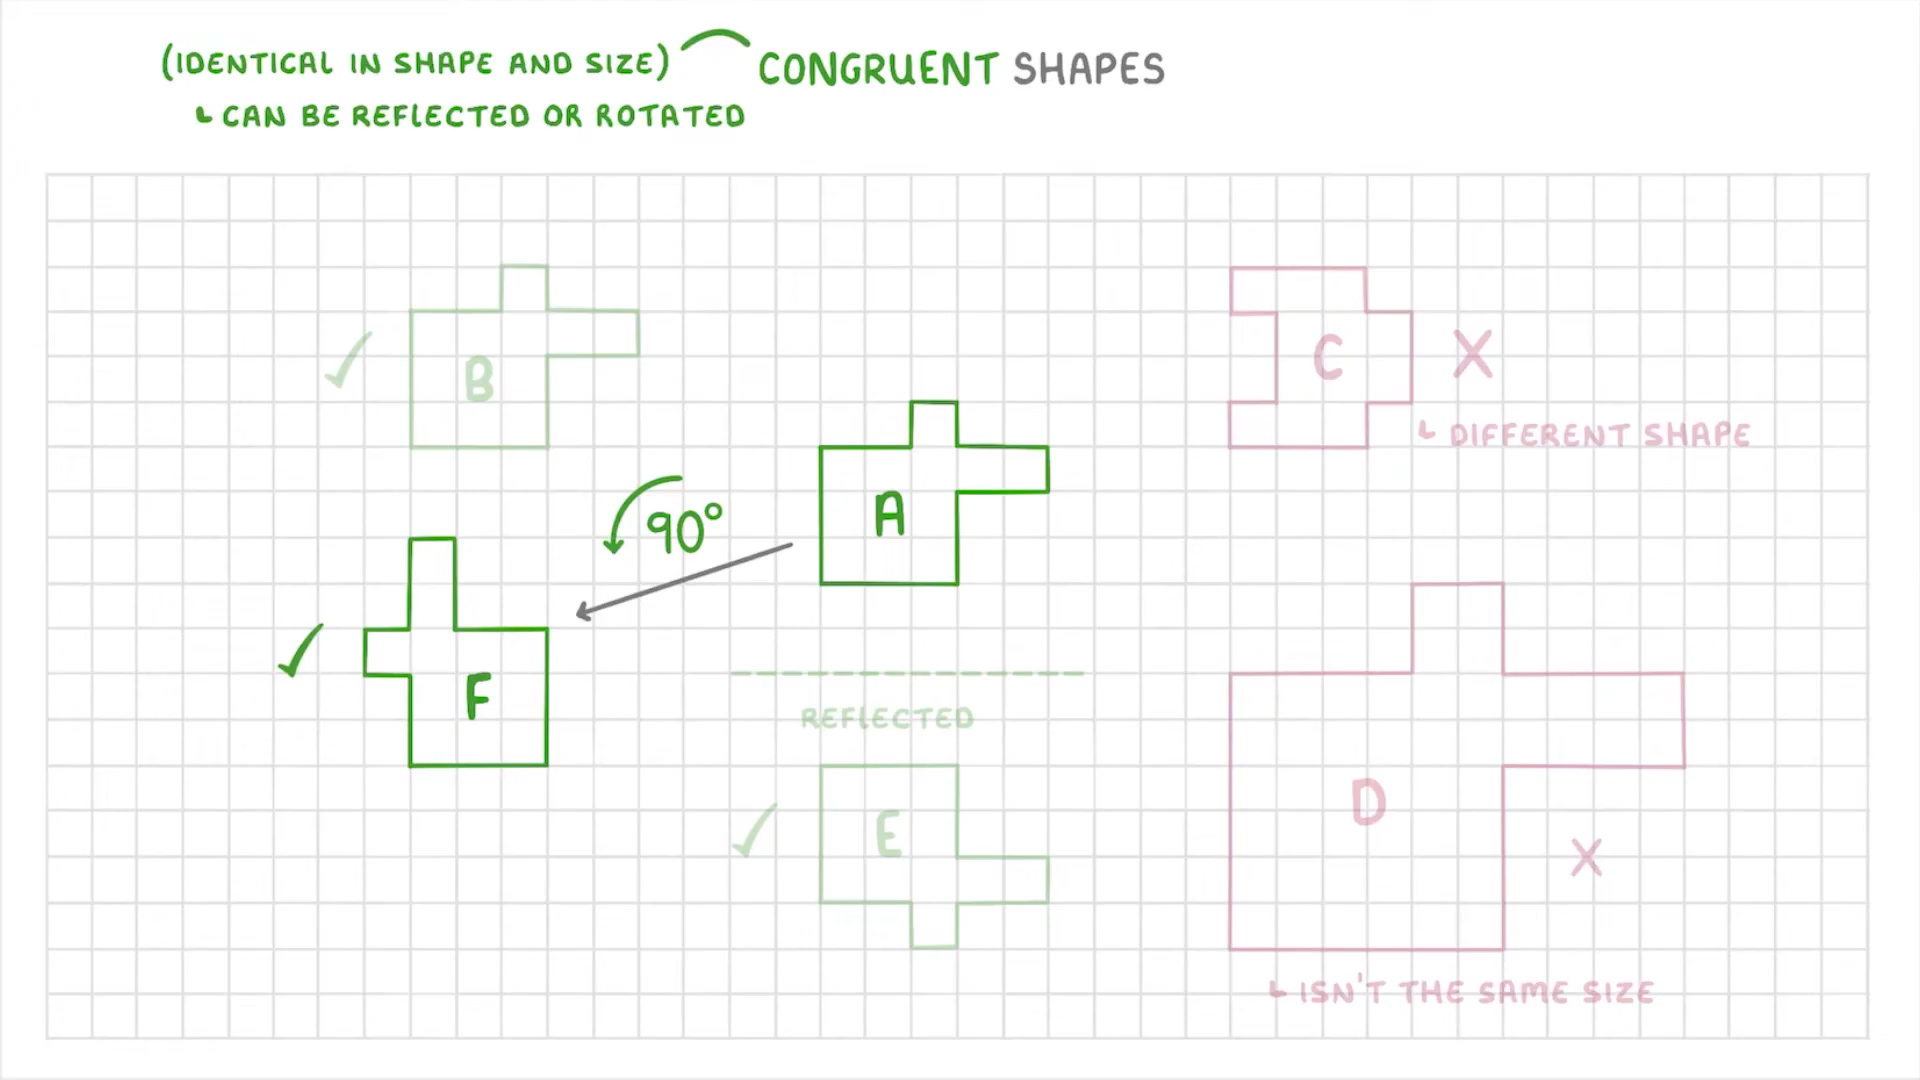 (IDENTICAL IN SHAPE AND SIZE) CONGRUENT SHAPES
CAN BE REFLECTED OR ROTATED
B
C
X
DIFFERENT SHAPE
A
90°
F
REFLECTED
E
D
X
ISN'T THE SAME SIZE